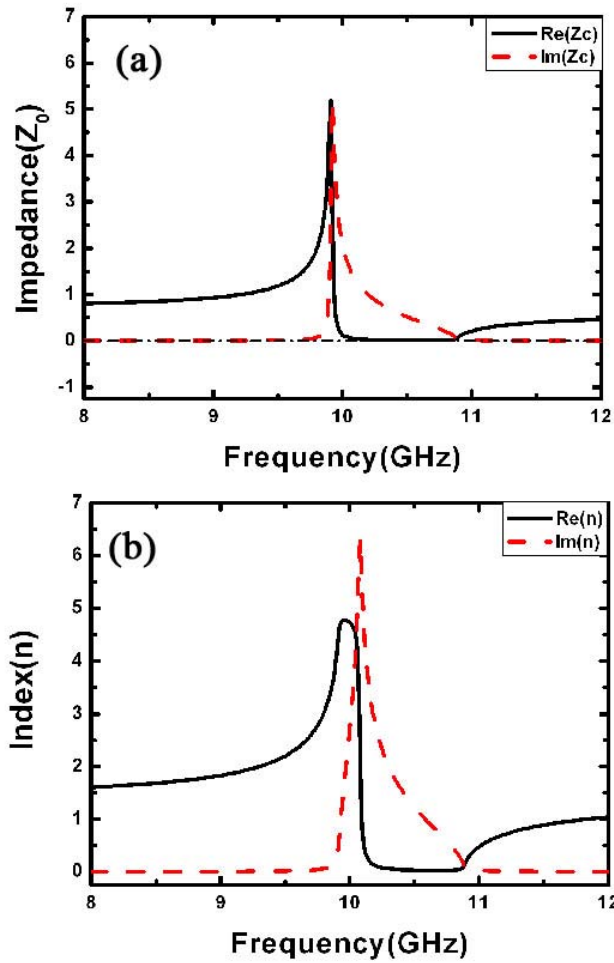 7
6
5
4
3
2
1
0
-1
Impedance(Z₀)
(a)
Re(Zc)
Im(Zc)
8 9 10 11 12
Frequency(GHz)
7
6
5
4
3
2
1
0
Index(n)
(b)
Re(n)
Im(n)
8 9 10 11 12
Frequency(GHz)